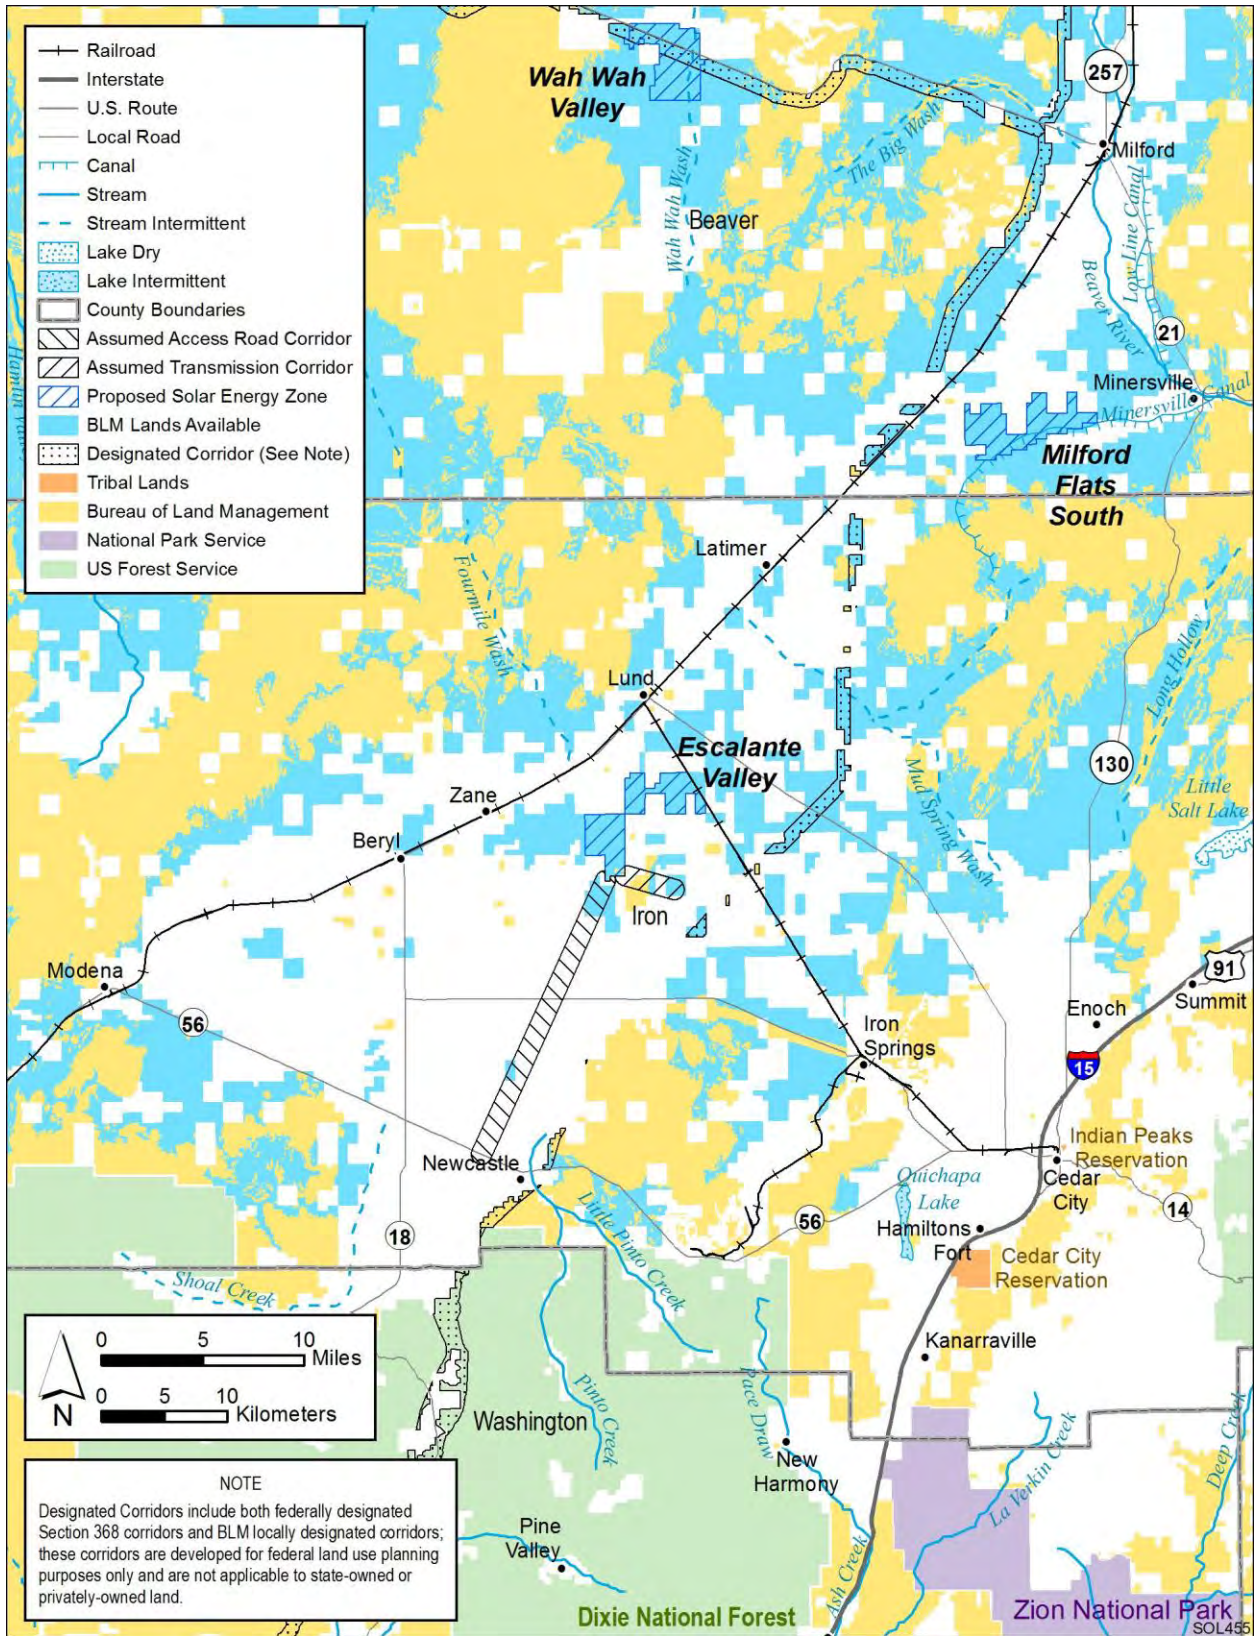 Railroad
Interstate
U.S. Route
Local Road
Canal
Stream
Stream Intermittent
Lake Dry
Lake Intermittent
County Boundaries
Assumed Access Road Corridor
Assumed Transmission Corridor
Proposed Solar Energy Zone
BLM Lands Available
Designated Corridor (See Note)
Tribal Lands
Bureau of Land Management
National Park Service
US Forest Service
Wah Wah
Valley
257
The Big Wash
Milford
Wah Wah Wash
Beaver
Low Line Canal
Beaver River
21
Minersville
Minersville Canal
Milford
Flats
South
Latimer
Fourmile Wash
Long Hollow
Lund
Escalante
Valley
130
Mud Spring Wash
Little
Salt Lake
Zane
Beryl
Iron
Modena
56
91
Summit
Enoch
Iron
Springs
15
Indian Peaks
Reservation
Newcastle
Cedar
City
Quichapa
Lake
14
56
Hamiltons
Fort
18
Little Pinto Creek
Cedar City
Reservation
Shoal Creek
0 5 10
Miles
0 5 10
Kilometers
N
Kanarraville
Pace Draw
Pinto Creek
Washington
New
Harmony
La Verkin Creek
Deep Creek
NOTE
Designated Corridors include both federally designated
Section 368 corridors and BLM locally designated corridors;
these corridors are developed for federal land use planning
purposes only and are not applicable to state-owned or
privately-owned land.
Pine
Valley
Ash Creek
Dixie National Forest
Zion National Park
SOL455